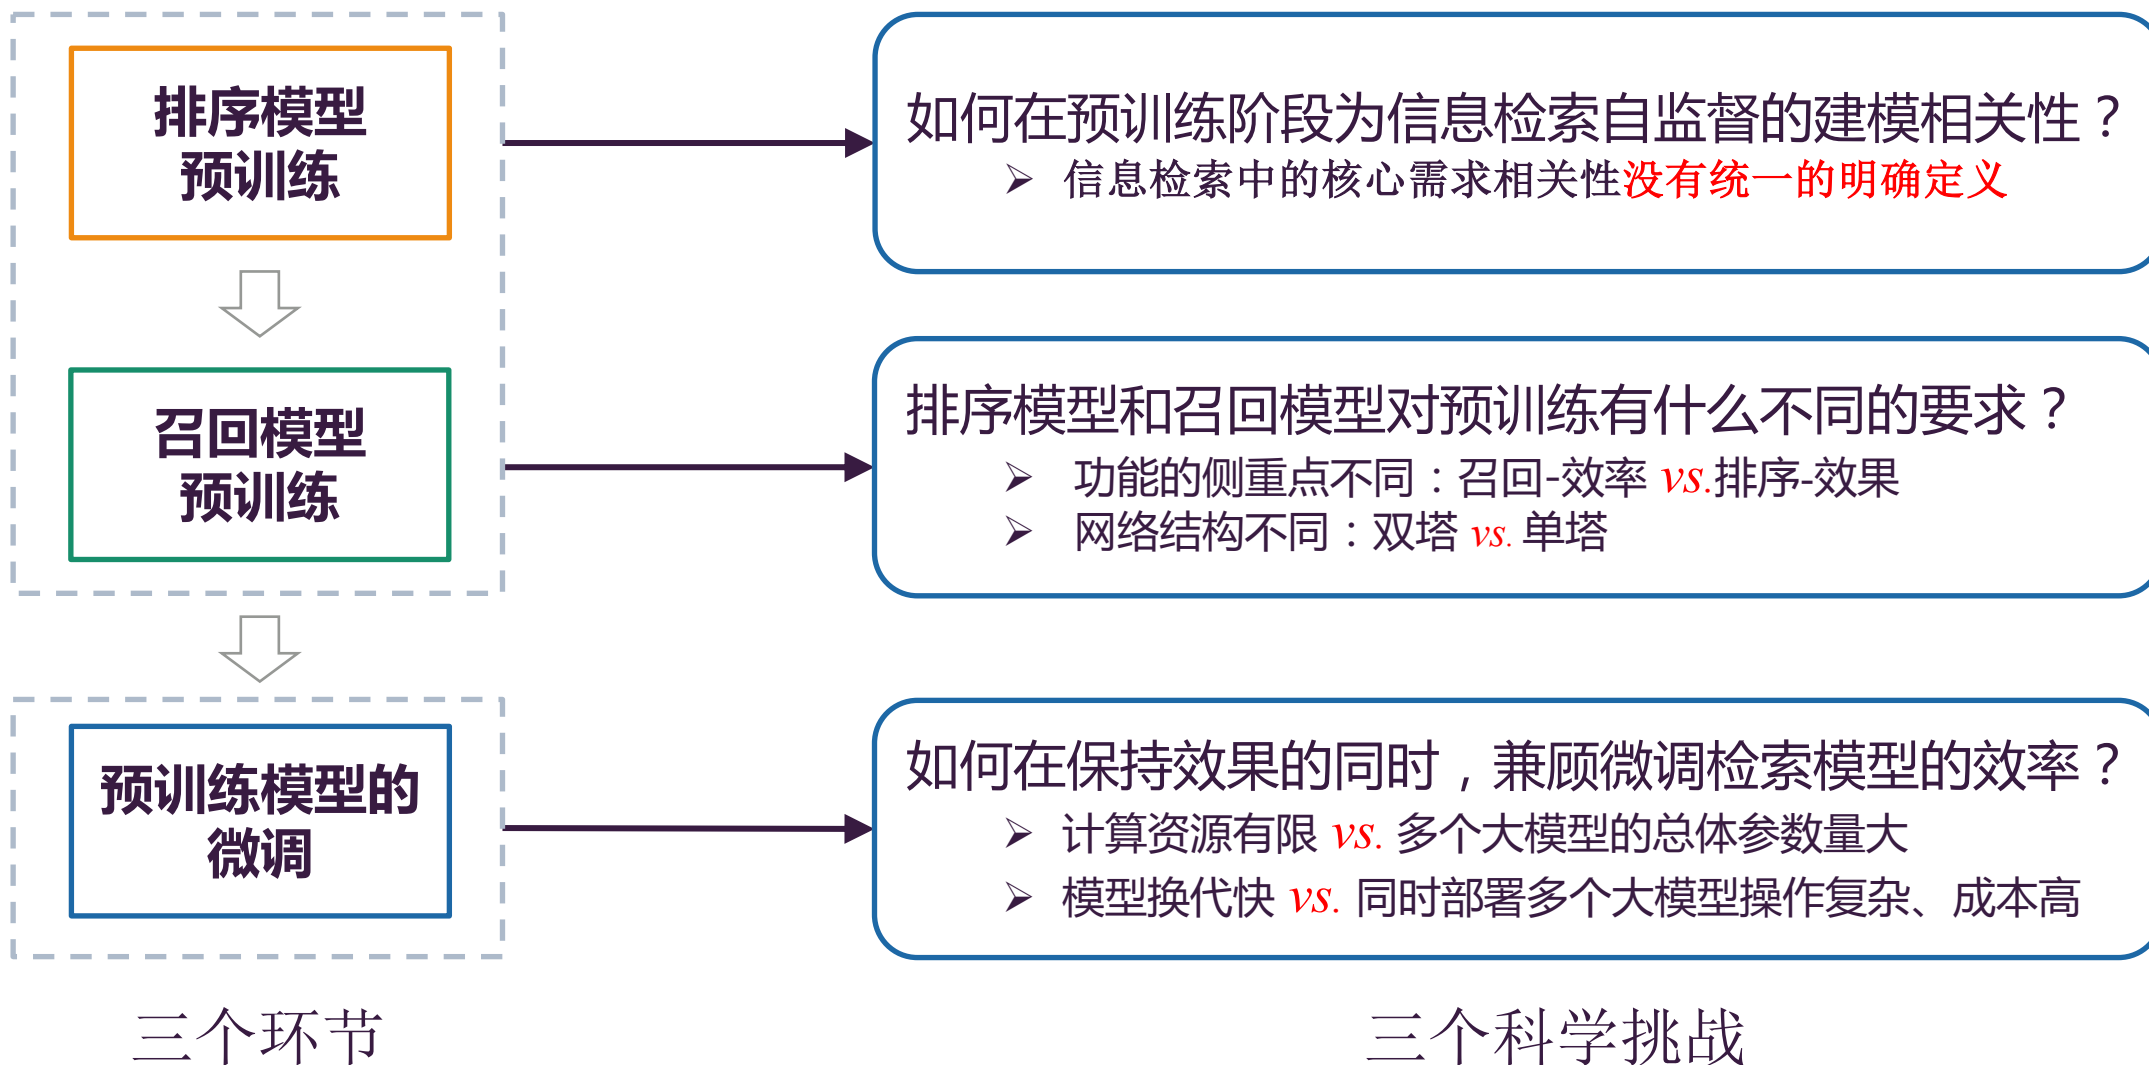 排序模型
预训练
如何在预训练阶段为信息检索自监督的建模相关性？
➢ 信息检索中的核心需求相关性没有统一的明确定义
召回模型
预训练
排序模型和召回模型对预训练有什么不同的要求？
➢ 功能的侧重点不同：召回-效率 vs.排序-效果
➢ 网络结构不同：双塔 vs. 单塔
预训练模型的
微调
如何在保持效果的同时，兼顾微调检索模型的效率？
➢ 计算资源有限 vs. 多个大模型的总体参数量大
➢ 模型换代快 vs. 同时部署多个大模型操作复杂、成本高
三个环节
三个科学挑战